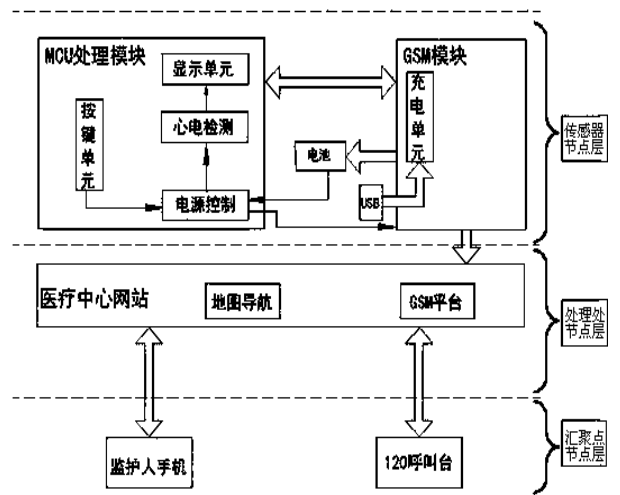 MCU处理模块
显示单元
心电检测
按键单元
电源控制
电池
GSM模块
充电单元
USB
传感器
节点层
医疗中心网站
地图导航
GSM平台
处理处
节点层
监护人手机
120呼叫台
汇聚点
节点层